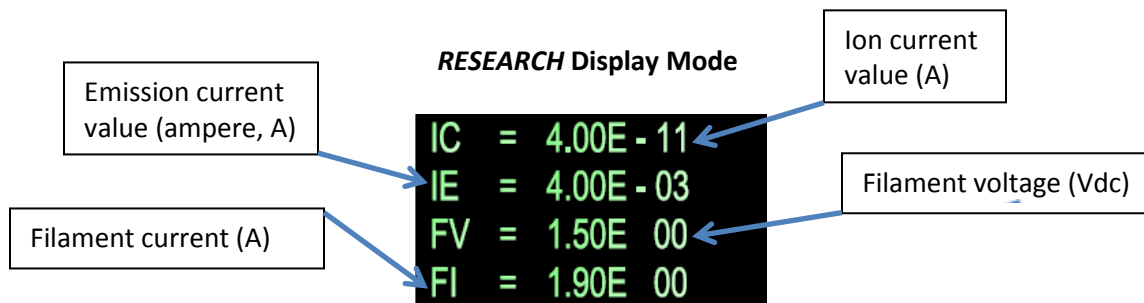 RESEARCH Display Mode
Ion current
value (A)
Emission current
value (ampere, A)
IC = 4.00E - 11
IE = 4.00E - 03
FV = 1.50E 00
FI = 1.90E 00
Filament voltage (Vdc)
Filament current (A)